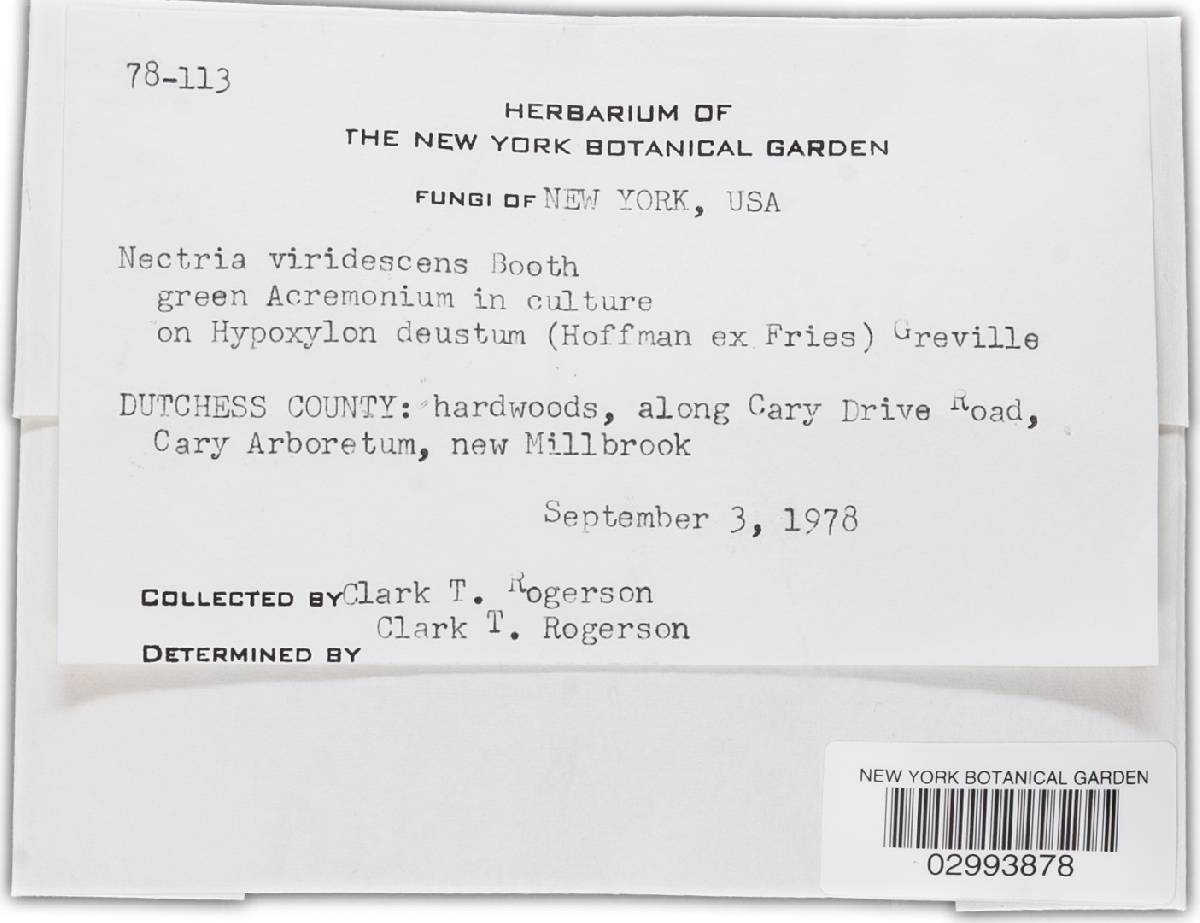 78-113
HERBARIUM OF
THE NEW YORK BOTANICAL GARDEN
FUNGI OF NEW YORK, USA
Nectria viridescens Booth
green Acremonium in culture
on Hypoxylon deustum (Hoffman ex Fries) Greville
DUTCHESS COUNTY: hardwoods, along Cary Drive Road,
Cary Arboretum, new Millbrook
September 3, 1978
COLLECTED BY Clark T. Rogerson
Clark T. Rogerson
DETERMINED BY
NEW YORK BOTANICAL GARDEN
02993878